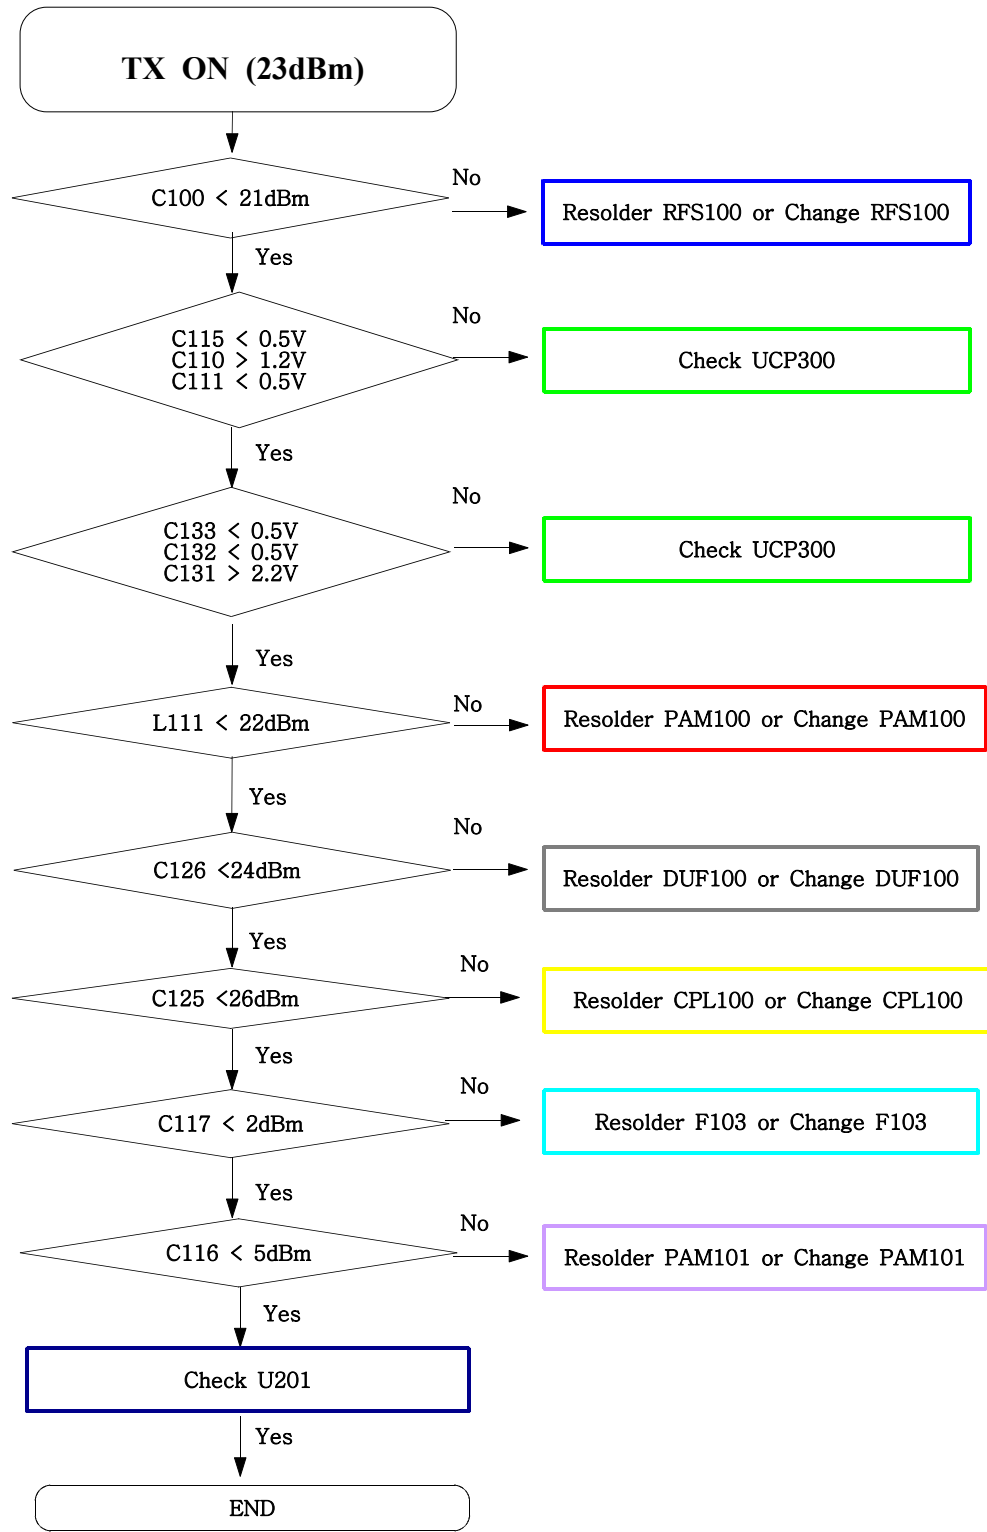 TX ON (23dBm)
C100 < 21dBm
No
Resolder RFS100 or Change RFS100
Yes
C115 < 0.5V
C110 > 1.2V
C111 < 0.5V
No
Check UCP300
Yes
C133 < 0.5V
C132 < 0.5V
C131 > 2.2V
No
Check UCP300
Yes
L111 < 22dBm
No
Resolder PAM100 or Change PAM100
Yes
C126 <24dBm
No
Resolder DUF100 or Change DUF100
Yes
C125 <26dBm
No
Resolder CPL100 or Change CPL100
Yes
C117 < 2dBm
No
Resolder F103 or Change F103
Yes
C116 < 5dBm
No
Resolder PAM101 or Change PAM101
Yes
Check U201
Yes
END